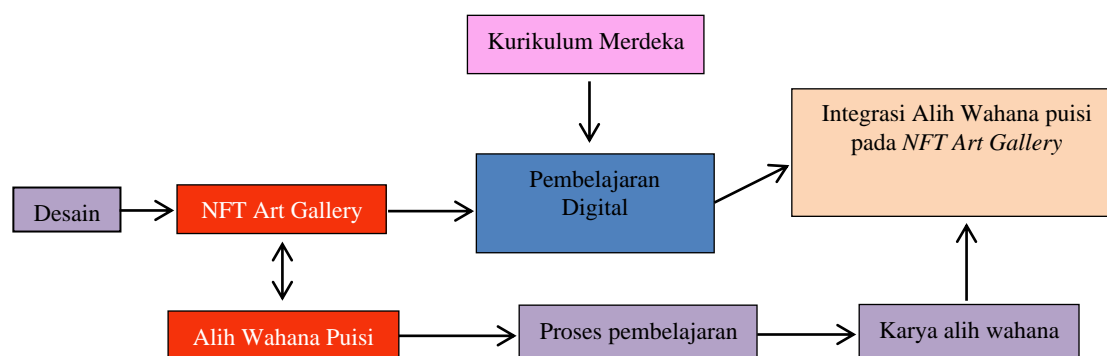 Kurikulum Merdeka
Integrasi Alih Wahana puisi
pada NFT Art Gallery
Pembelajaran
Digital
Desain
NFT Art Gallery
Alih Wahana Puisi
Proses pembelajaran
Karya alih wahana